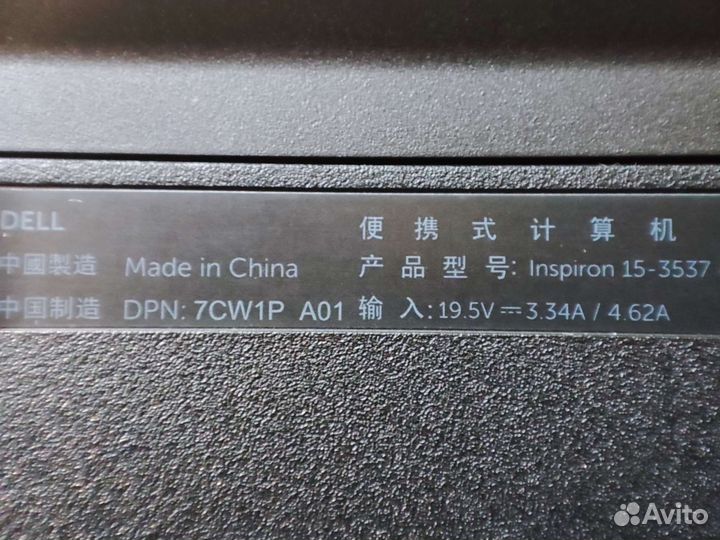 DELL
便携式计算机
中國製造 Made in China
产品型号: Inspiron 15-3537
中国制造 DPN: 7CW1P A01
输入: 19.5V ⎓ 3.34A / 4.62A
Avito